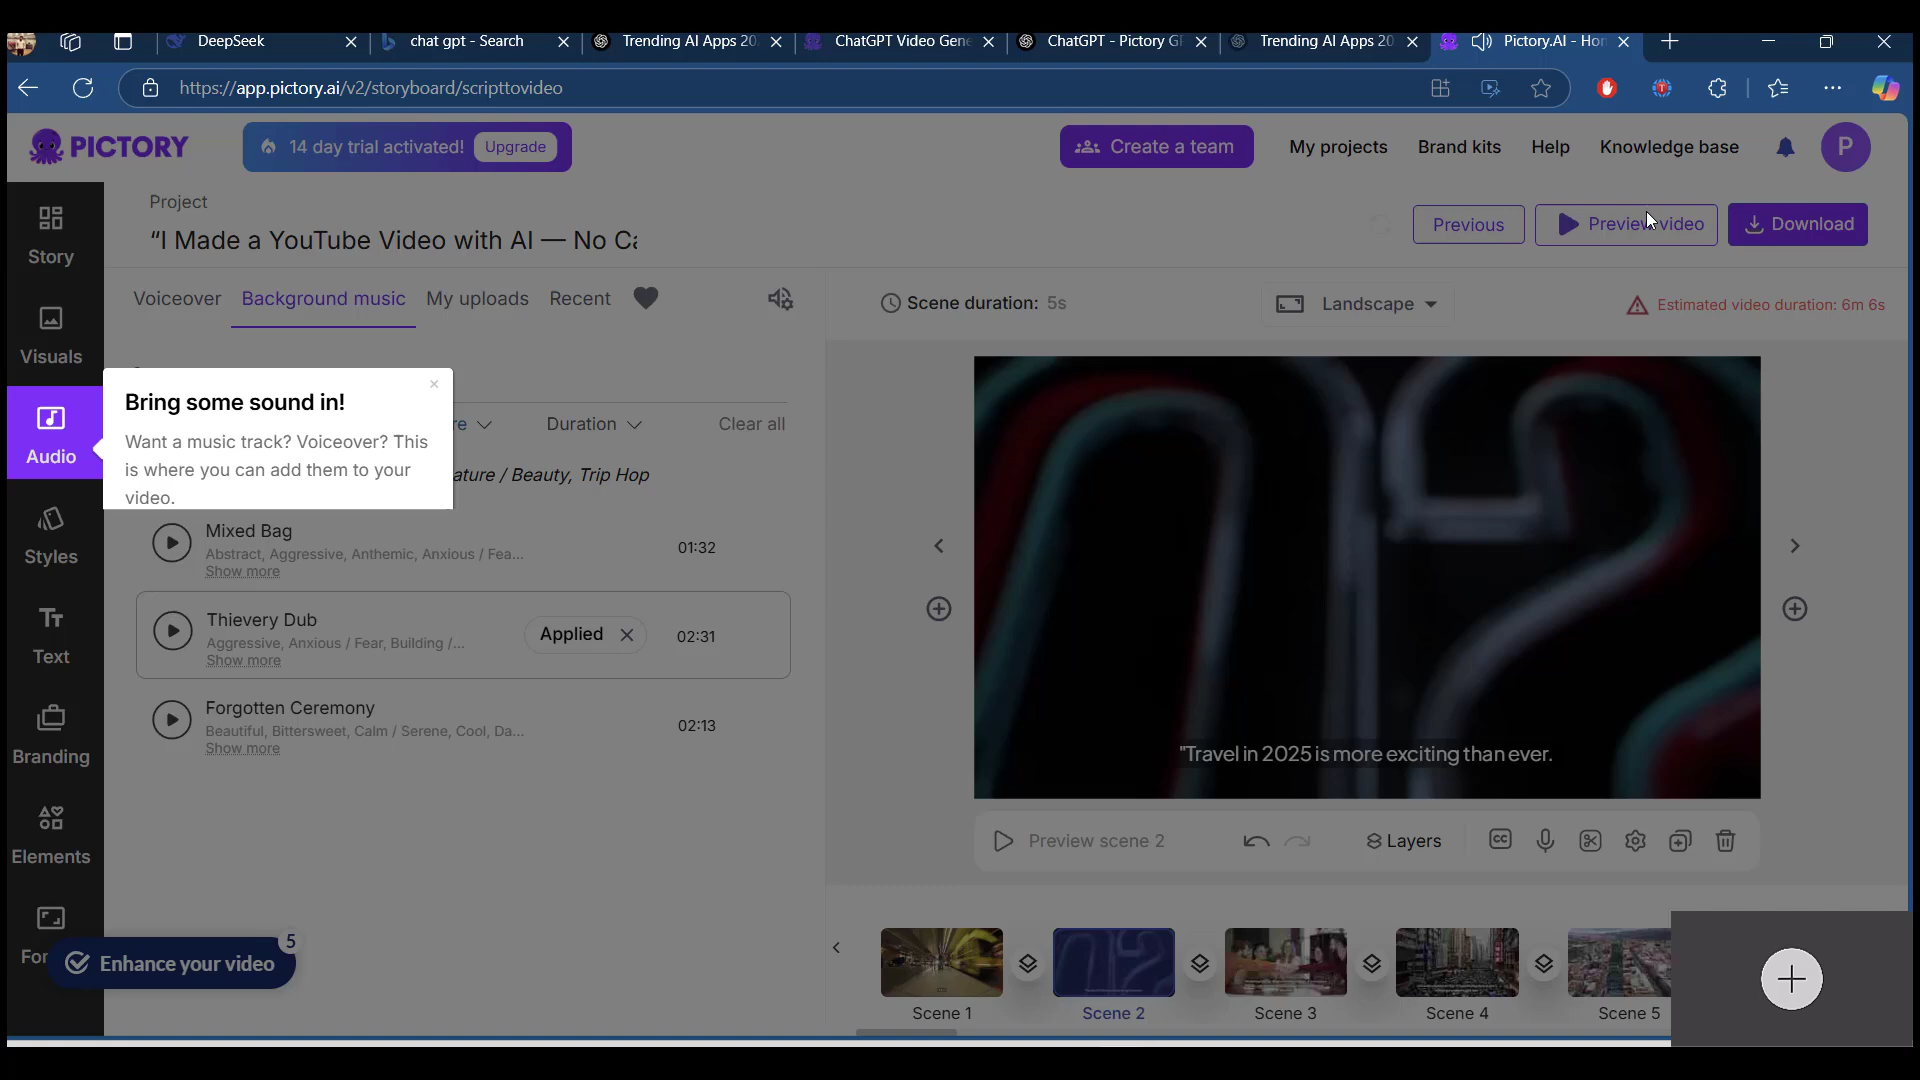 DeepSeek
chat gpt - Search
Trending AI Apps 20
ChatGPT Video Gene
ChatGPT - Pictory G
Trending AI Apps 20
Pictory.AI - Hom
https://app.pictory.ai/v2/storyboard/scripttovideo
PICTORY
14 day trial activated!
Upgrade
Create a team
My projects
Brand kits
Help
Knowledge base
P
Project
“I Made a YouTube Video with AI — No Ca
Previous
Preview video
Download
Story
Visuals
Audio
Styles
Text
Branding
Elements
For
Voiceover
Background music
My uploads
Recent
Bring some sound in!
Want a music track? Voiceover? This
is where you can add them to your
video.
re
Duration
Clear all
ature / Beauty, Trip Hop
Mixed Bag
Abstract, Aggressive, Anthemic, Anxious / Fea...
Show more
01:32
Thievery Dub
Aggressive, Anxious / Fear, Building /...
Show more
Applied
02:31
Forgotten Ceremony
Beautiful, Bittersweet, Calm / Serene, Cool, Da...
Show more
02:13
Enhance your video
5
Scene duration: 5s
Landscape
Estimated video duration: 6m 6s
"Travel in 2025 is more exciting than ever.
Preview scene 2
Layers
CC
Scene 1
Scene 2
Scene 3
Scene 4
Scene 5